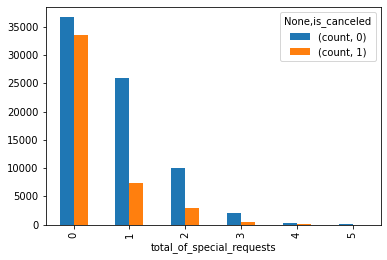 None,is_canceled
(count, 0)
(count, 1)
35000
30000
25000
20000
15000
10000
5000
0
0 1 2 3 4 5
total_of_special_requests